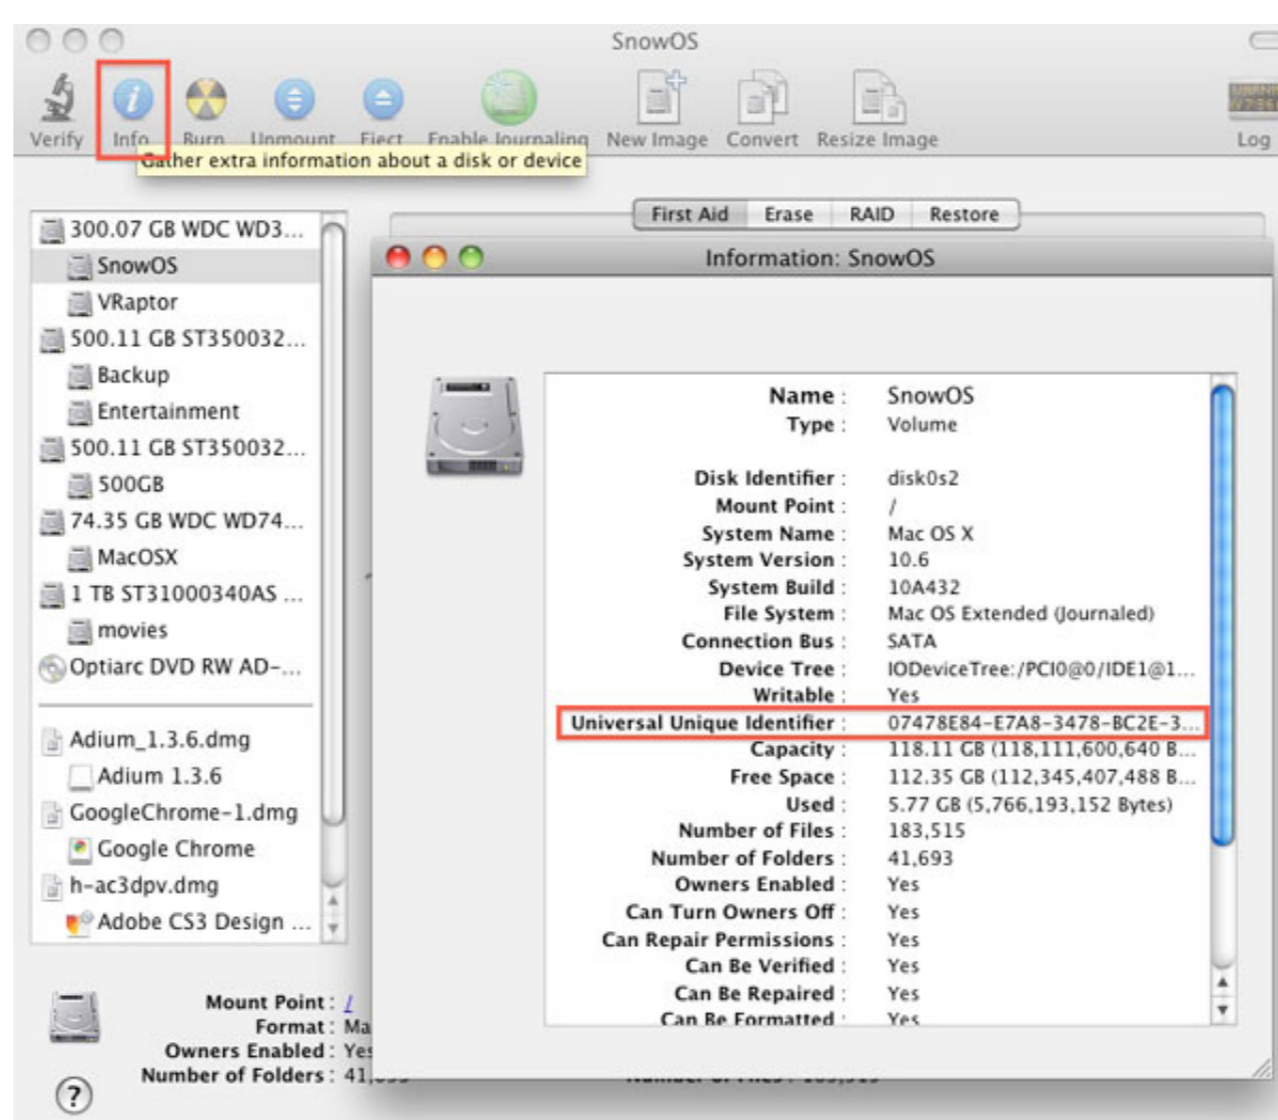 SnowOS
Verify Info Burn Unmount Eject Enable Journaling New Image Convert Resize Image Log
Gather extra information about a disk or device
First Aid Erase RAID Restore
300.07 GB WDC WD3...
SnowOS
VRaptor
500.11 GB ST350032...
Backup
Entertainment
500.11 GB ST350032...
500GB
74.35 GB WDC WD74...
MacOSX
1 TB ST31000340AS ...
movies
Optiarc DVD RW AD-...
Adium_1.3.6.dmg
Adium 1.3.6
GoogleChrome-1.dmg
Google Chrome
h-ac3dpv.dmg
Adobe CS3 Design ...
Information: SnowOS
Name : SnowOS
Type : Volume
Disk Identifier : disk0s2
Mount Point : /
System Name : Mac OS X
System Version : 10.6
System Build : 10A432
File System : Mac OS Extended (Journaled)
Connection Bus : SATA
Device Tree : IODeviceTree:/PCI0@0/IDE1@1...
Writable : Yes
Universal Unique Identifier : 07478E84-E7A8-3478-BC2E-3...
Capacity : 118.11 GB (118,111,600,640 B...
Free Space : 112.35 GB (112,345,407,488 B...
Used : 5.77 GB (5,766,193,152 Bytes)
Number of Files : 183,515
Number of Folders : 41,693
Owners Enabled : Yes
Can Turn Owners Off : Yes
Can Repair Permissions : Yes
Can Be Verified : Yes
Can Be Repaired : Yes
Can Be Formatted : Yes
Mount Point : /
Format : Ma
Owners Enabled : Yes
Number of Folders : 41,
?